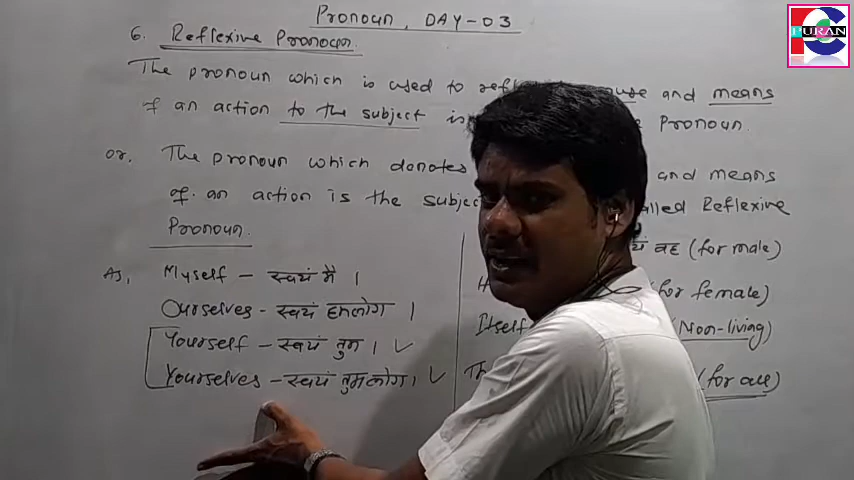 Pronoun, DAY-03
PURAN
6. Reflexive Pronoun.
The pronoun which is used to and means
of an action to the subject is Pronoun.
or. The pronoun which denotes and means
of. an action is the subject Reflexive
Pronoun.
As, Myself - स्वयं मै । वह (for male)
Ourselves - स्वयं हमलोग । (for female)
Yourself - स्वयं तुम । ✓ Itself (Non-living)
Yourselves - स्वयं तुमलोग। ✓ (for all)